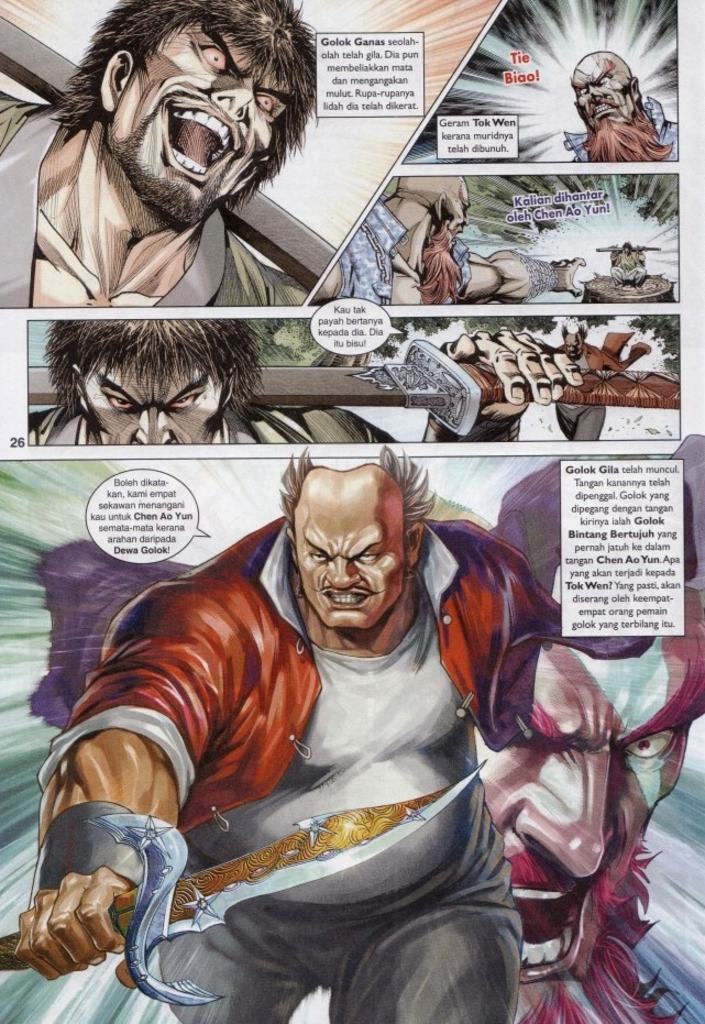 Golok Ganas seolah-
olah telah gila. Dia pun
membeliakkan mata
dan mengangakan
mulut. Rupa-rupanya
lidah dia telah dikerat.
Tie
Biao!
Geram Tok Wen
kerana muridnya
telah dibunuh.
Kalian dihantar
oleh Chen Ao Yun!
Kau tak
payah bertanya
kepada dia. Dia
itu bisu!
26
Boleh dikata-
kan, kami empat
sekawan menangani
kau untuk Chen Ao Yun
semata-mata kerana
arahan daripada
Dewa Golok!
Golok Gila telah muncul.
Tangan kanannya telah
dipenggal. Golok yang
dipegang dengan tangan
kirinya ialah Golok
Bintang Bertujuh yang
pernah jatuh ke dalam
tangan Chen Ao Yun. Apa
yang akan terjadi kepada
Tok Wen? Yang pasti, akan
diserang oleh keempat-
empat orang pemain
golok yang terbilang itu.